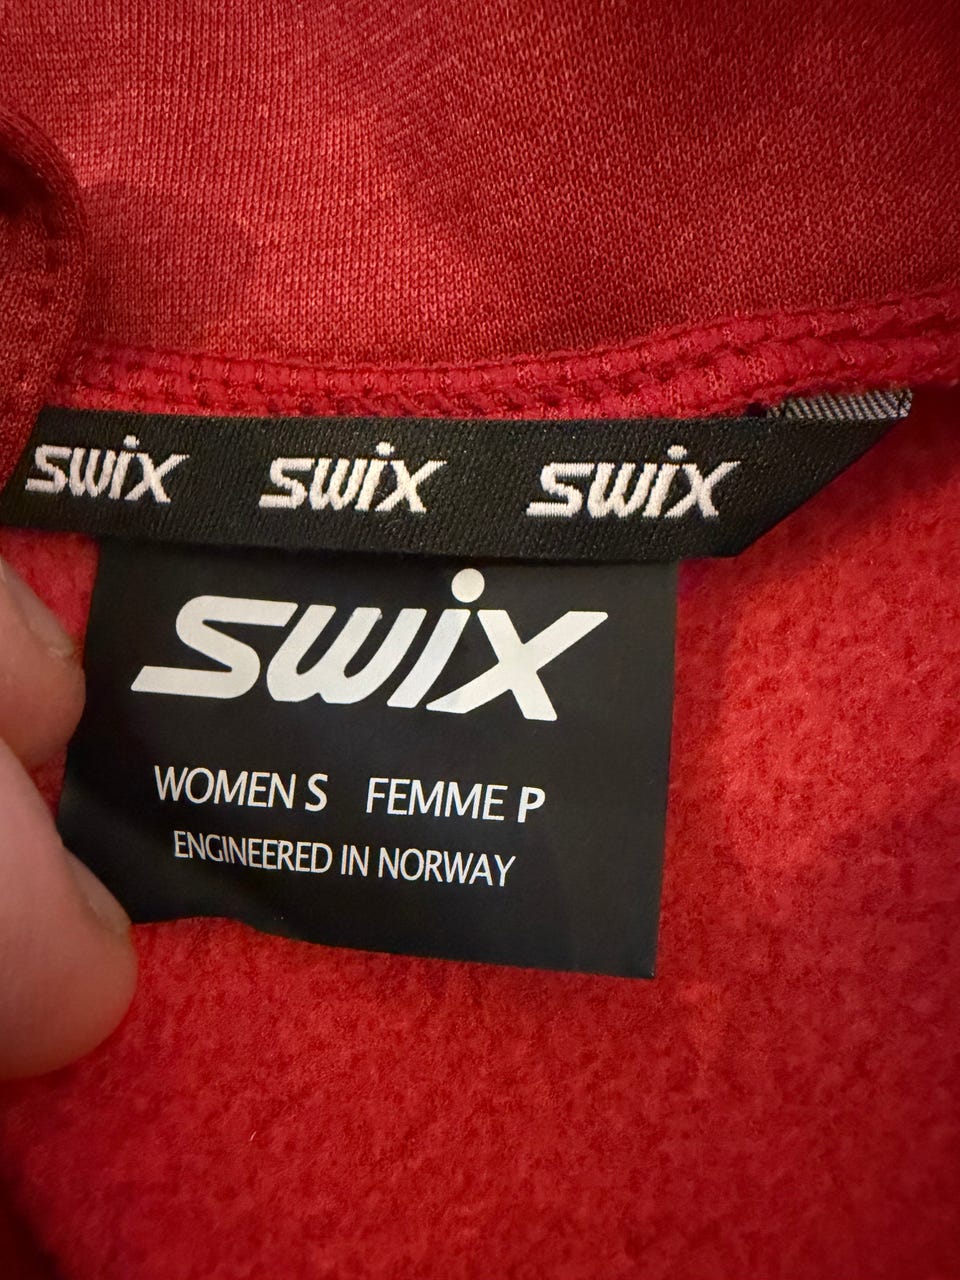 SWIX SWIX SWIX
SWIX
WOMEN S FEMME P
ENGINEERED IN NORWAY